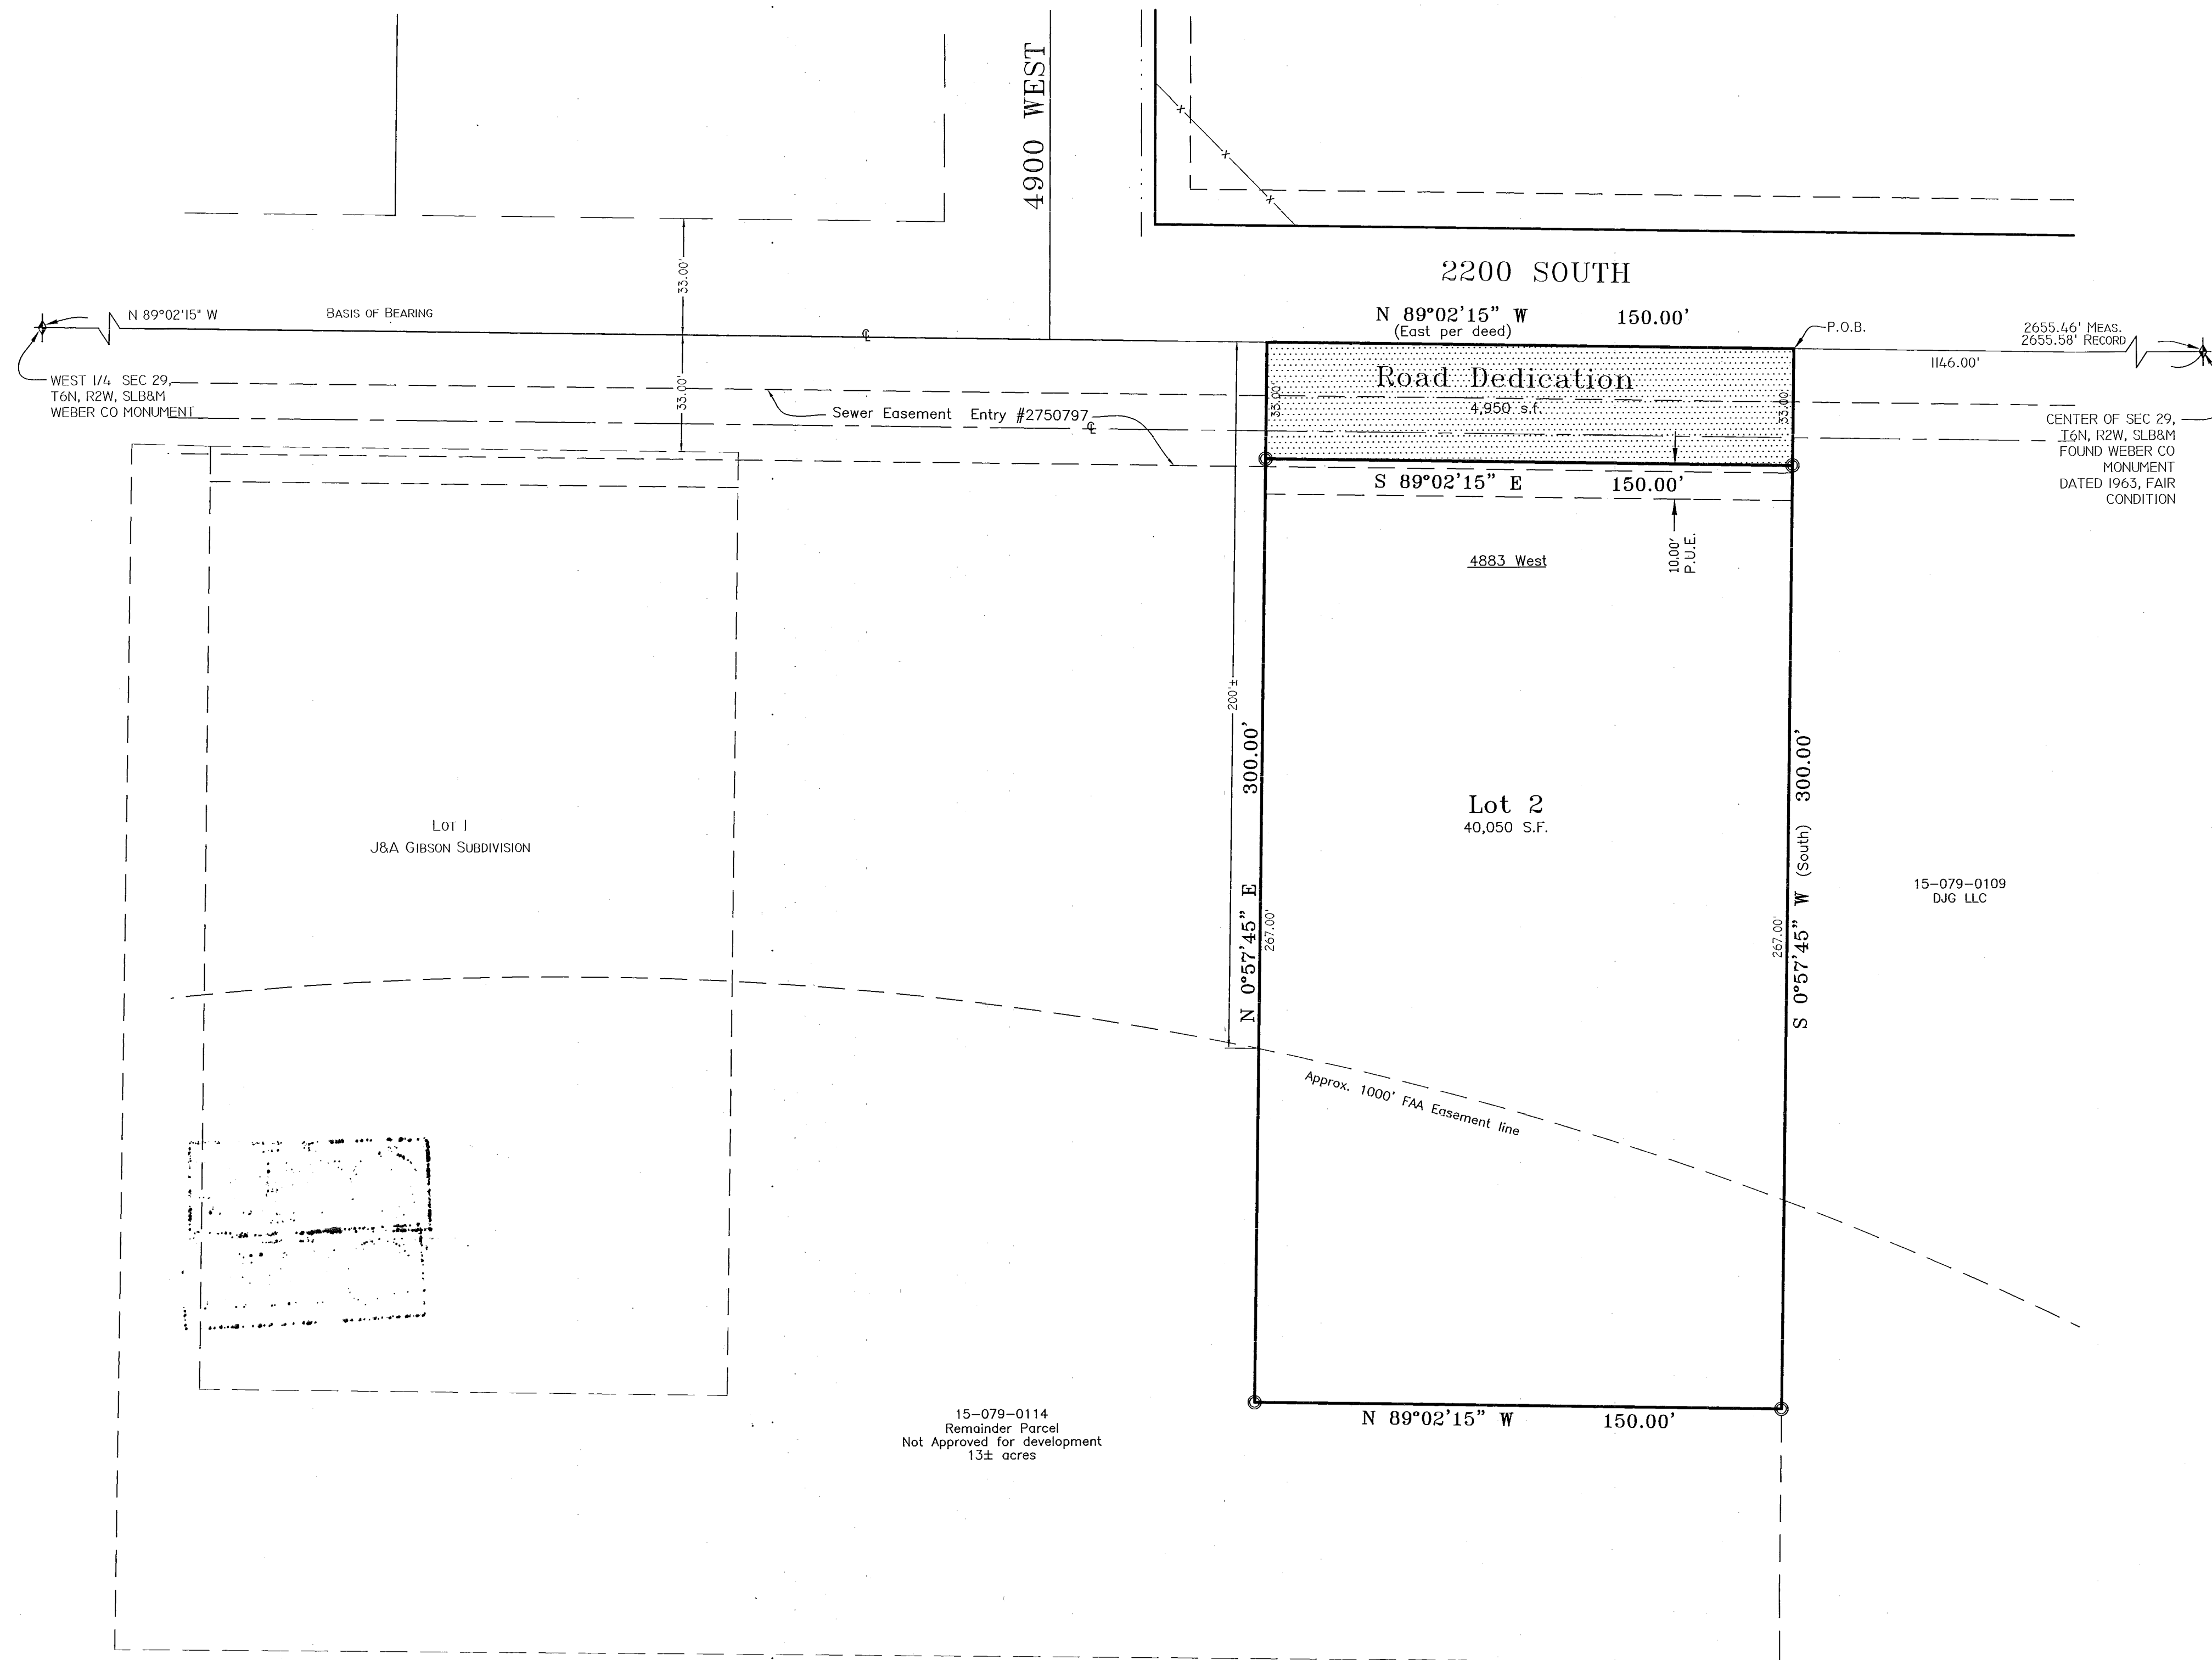 4900 WEST
2200 SOUTH
33.00'
N 89°02'15" W
BASIS OF BEARING
℄
N 89°02'15" W 150.00'
(East per deed)
P.O.B.
2655.46' MEAS.
2655.58' RECORD
1146.00'
WEST 1/4 SEC 29,
T6N, R2W, SLB&M
WEBER CO MONUMENT
33.00'
Sewer Easement Entry #2750797
℄
Road Dedication
4,950 s.f.
33.00'
33.00'
CENTER OF SEC 29,
T6N, R2W, SLB&M
FOUND WEBER CO
MONUMENT
DATED 1963, FAIR
CONDITION
S 89°02'15" E 150.00'
10.00'
P.U.E.
4883 West
200'±
N 0°57'45" E 300.00'
267.00'
Lot 2
40,050 S.F.
267.00'
S 0°57'45" W (South) 300.00'
LOT 1
J&A GIBSON SUBDIVISION
15-079-0109
DJG LLC
Approx. 1000' FAA Easement line
15-079-0114
Remainder Parcel
Not Approved for development
13± acres
N 89°02'15" W 150.00'